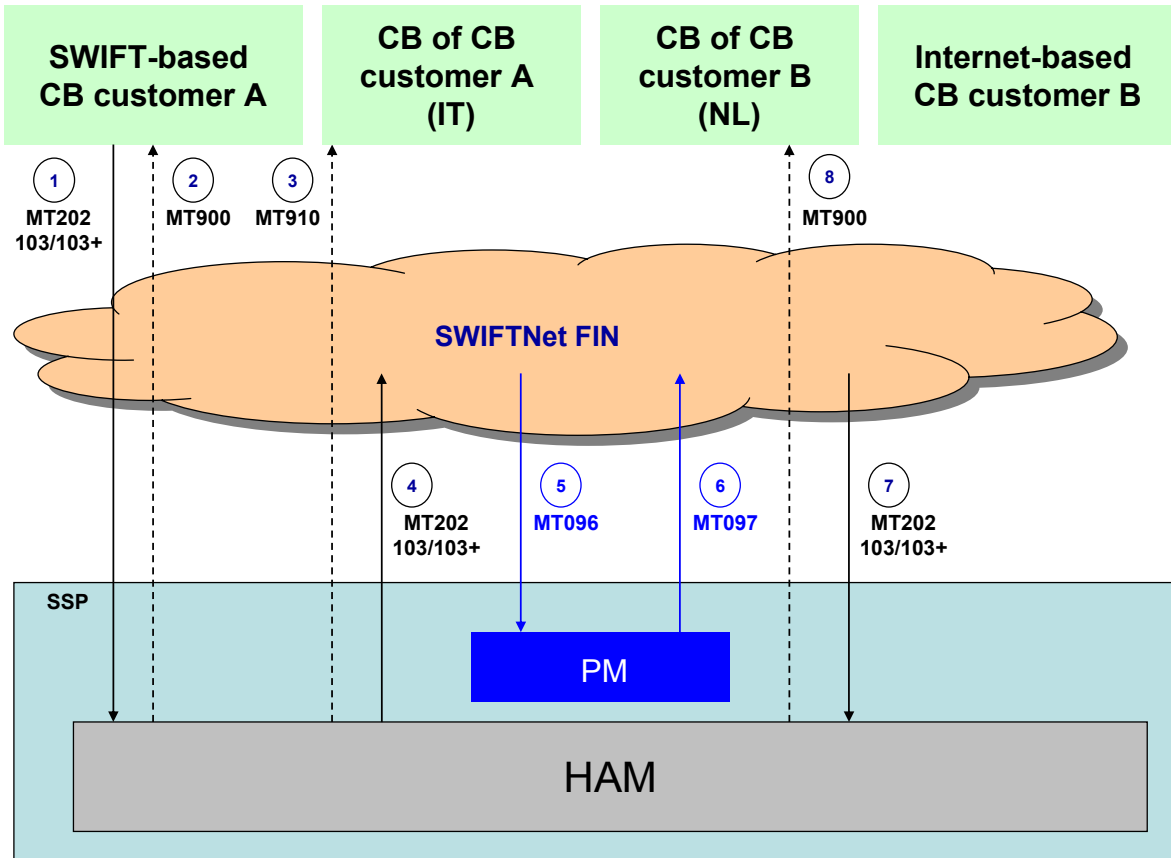 SWIFT-based
CB customer A
CB of CB
customer A
(IT)
CB of CB
customer B
(NL)
Internet-based
CB customer B
1
MT202
103/103+
2
MT900
3
MT910
8
MT900
SWIFTNet FIN
4
MT202
103/103+
5
MT096
6
MT097
7
MT202
103/103+
SSP
PM
HAM